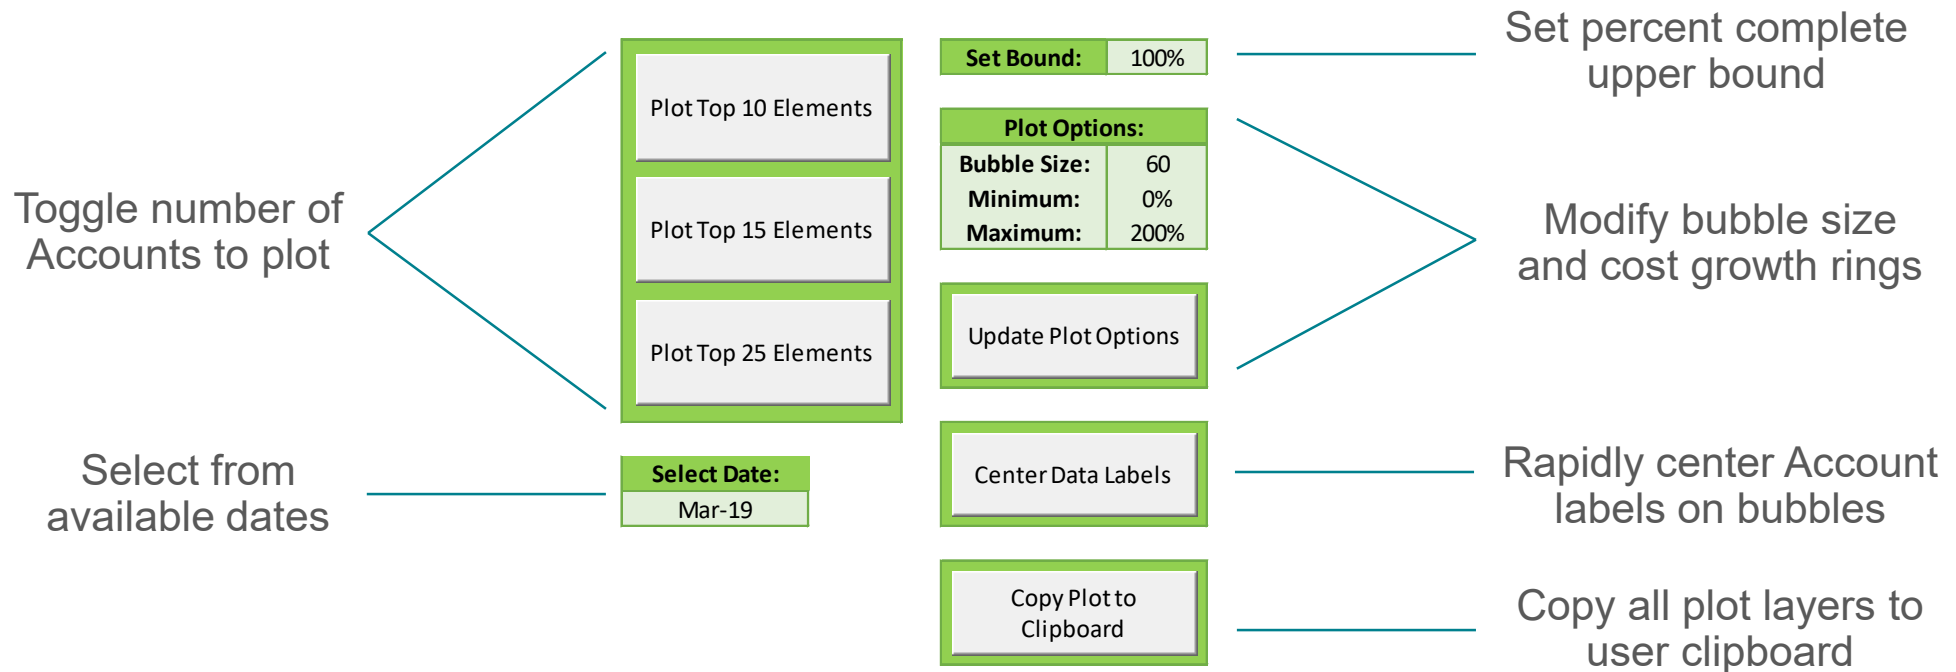 Toggle number of
Accounts to plot
Select from
available dates
Plot Top 10 Elements
Plot Top 15 Elements
Plot Top 25 Elements
Select Date:
Mar-19
Set Bound: 100%
Plot Options:
Bubble Size: 60
Minimum: 0%
Maximum: 200%
Update Plot Options
Center Data Labels
Copy Plot to
Clipboard
Set percent complete
upper bound
Modify bubble size
and cost growth rings
Rapidly center Account
labels on bubbles
Copy all plot layers to
user clipboard